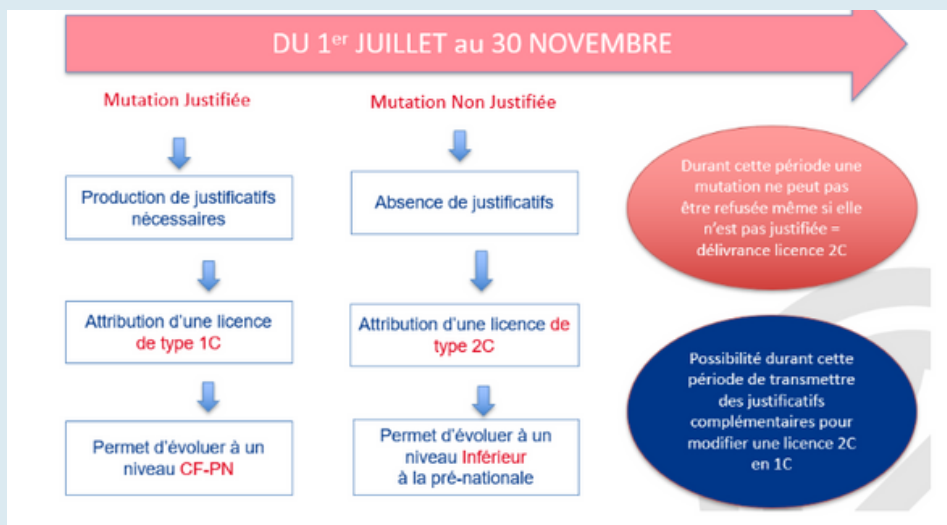 DU 1er JUILLET au 30 NOVEMBRE
Mutation Justifiée
Production de justificatifs
nécessaires
Attribution d'une licence
de type 1C
Permet d'évoluer à un
niveau CF-PN
Mutation Non Justifiée
Absence de justificatifs
Attribution d'une licence de
type 2C
Permet d'évoluer à un
niveau Inférieur
à la pré-nationale
Durant cette période une
mutation ne peut pas
être refusée même si elle
n'est pas justifiée =
délivrance licence 2C
Possibilité durant cette
période de transmettre
des justificatifs
complémentaires pour
modifier une licence 2C
en 1C